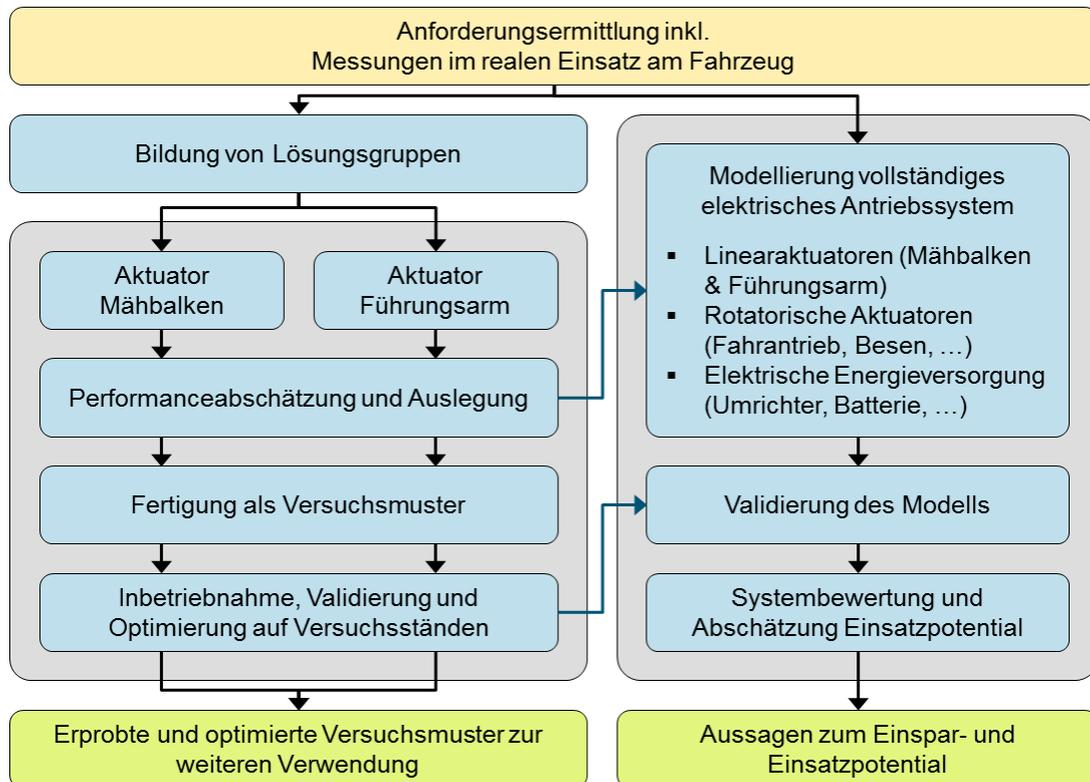 Anforderungsermittlung inkl.
Messungen im realen Einsatz am Fahrzeug
Bildung von Lösungsgruppen
Aktuator
Mähbalken
Aktuator
Führungsarm
Performanceabschätzung und Auslegung
Fertigung als Versuchsmuster
Inbetriebnahme, Validierung und
Optimierung auf Versuchsständen
Erprobte und optimierte Versuchsmuster zur
weiteren Verwendung
Modellierung vollständiges
elektrisches Antriebssystem
▪ Linearaktuatoren (Mähbalken
& Führungsarm)
▪ Rotatorische Aktuatoren
(Fahrantrieb, Besen, …)
▪ Elektrische Energieversorgung
(Umrichter, Batterie, …)
Validierung des Modells
Systembewertung und
Abschätzung Einsatzpotential
Aussagen zum Einspar- und
Einsatzpotential